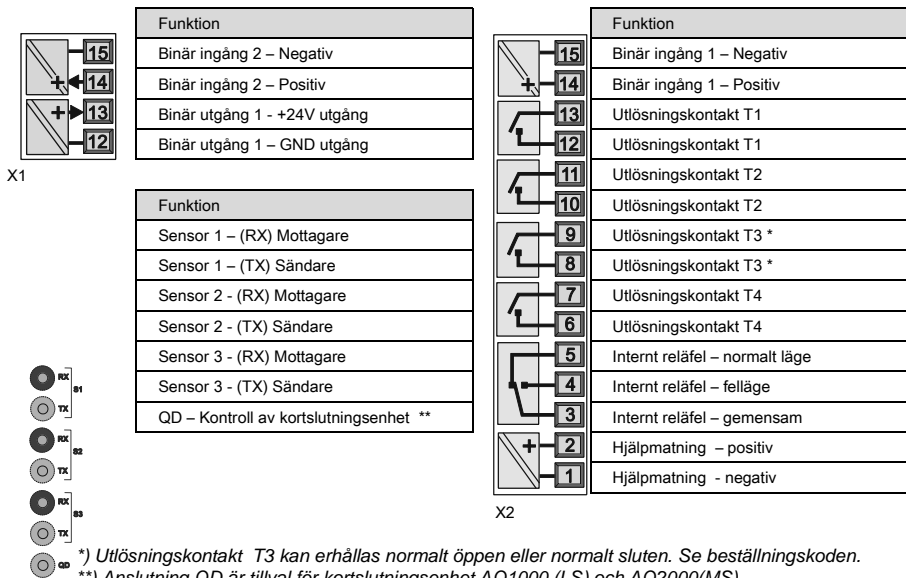 Funktion
15 Binär ingång 2 – Negativ
14 Binär ingång 2 – Positiv
13 Binär utgång 1 - +24V utgång
12 Binär utgång 1 – GND utgång
X1
Funktion
Sensor 1 – (RX) Mottagare
Sensor 1 – (TX) Sändare
Sensor 2 - (RX) Mottagare
Sensor 2 - (TX) Sändare
Sensor 3 - (RX) Mottagare
Sensor 3 - (TX) Sändare
QD – Kontroll av kortslutningsenhet **
RX
S1
TX
RX
S2
TX
RX
S3
TX
QD
Funktion
15 Binär ingång 1 – Negativ
14 Binär ingång 1 – Positiv
13 Utlösningskontakt T1
12 Utlösningskontakt T1
11 Utlösningskontakt T2
10 Utlösningskontakt T2
9 Utlösningskontakt T3 *
8 Utlösningskontakt T3 *
7 Utlösningskontakt T4
6 Utlösningskontakt T4
5 Internt reläfel – normalt läge
4 Internt reläfel – felläge
3 Internt reläfel – gemensam
2 Hjälpmatning – positiv
1 Hjälpmatning - negativ
X2
*) Utlösningskontakt T3 kan erhållas normalt öppen eller normalt sluten. Se beställningskoden.
**) Anslutning QD är tillval för kortslutningsenhet AQ1000 (LS) och AQ2000(MS)